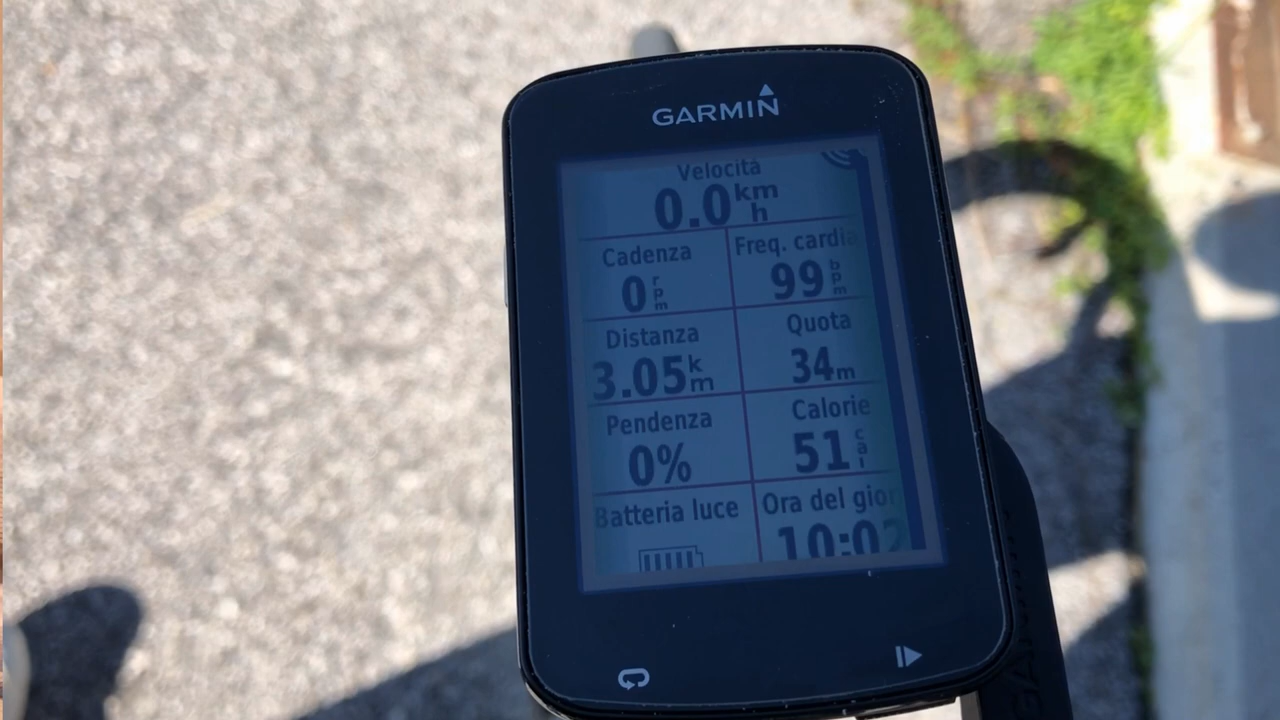 GARMIN
Velocità
0.0 km/h
Cadenza
Freq. cardia
0 rpm
99 bpm
Distanza
Quota
3.05 km
34 m
Pendenza
Calorie
0%
51 cal
Batteria luce
Ora del gior
10:02